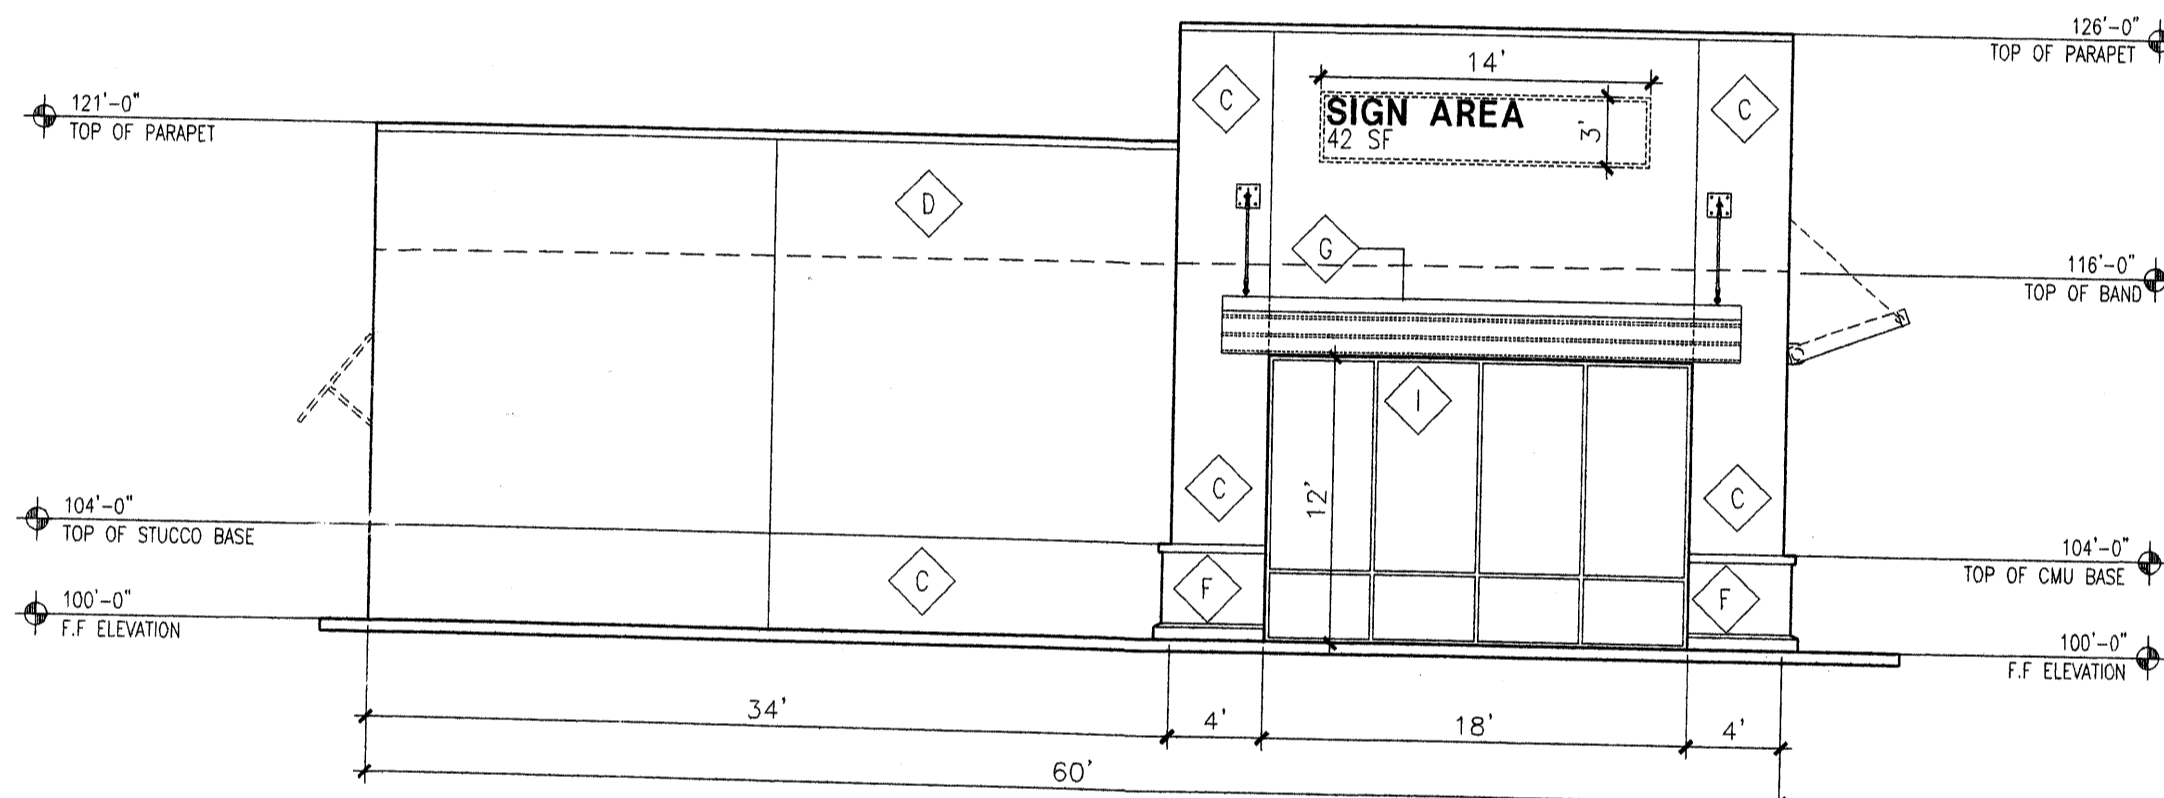 126'-0"
TOP OF PARAPET
14'
C
C
121'-0"
TOP OF PARAPET
SIGN AREA
42 SF
3'
D
G
116'-0"
TOP OF BAND
I
C
C
12'
104'-0"
TOP OF STUCCO BASE
104'-0"
TOP OF CMU BASE
C
F
F
100'-0"
F.F ELEVATION
100'-0"
F.F ELEVATION
34'
4'
18'
4'
60'